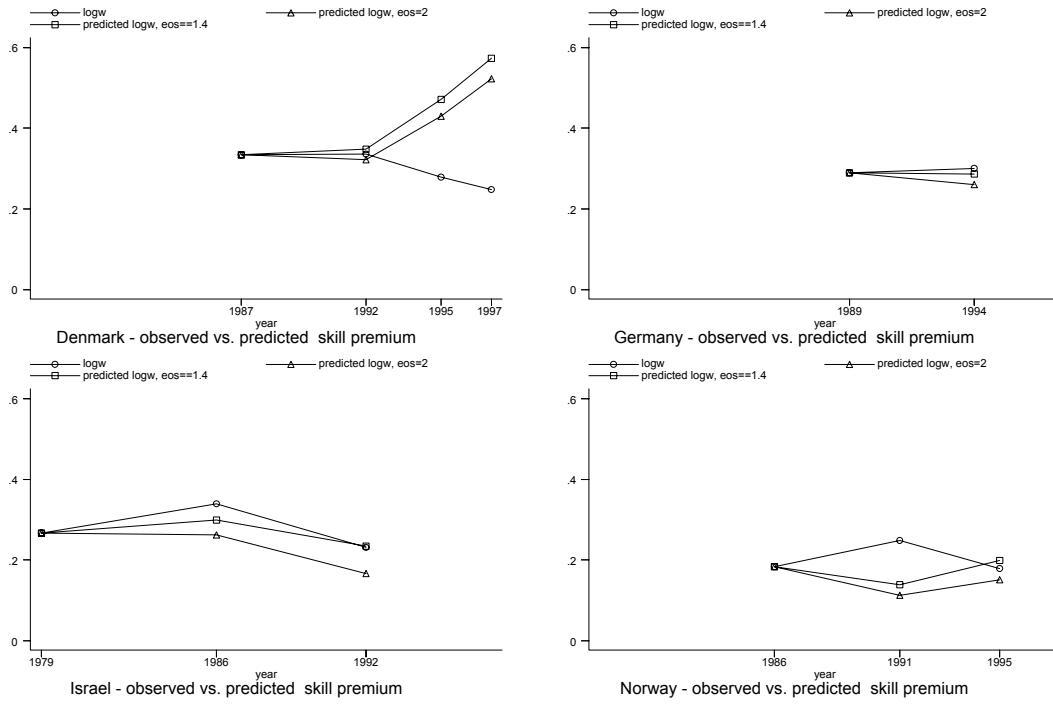 logw
predicted logw, eos=2
predicted logw, eos==1.4
.6
.4
.2
0
1987
1992
1995
1997
year
Denmark - observed vs. predicted skill premium
logw
predicted logw, eos=2
predicted logw, eos==1.4
.6
.4
.2
0
1989
1994
year
Germany - observed vs. predicted skill premium
logw
predicted logw, eos=2
predicted logw, eos==1.4
.6
.4
.2
0
1979
1986
1992
year
Israel - observed vs. predicted skill premium
logw
predicted logw, eos=2
predicted logw, eos==1.4
.6
.4
.2
0
1986
1991
1995
year
Norway - observed vs. predicted skill premium